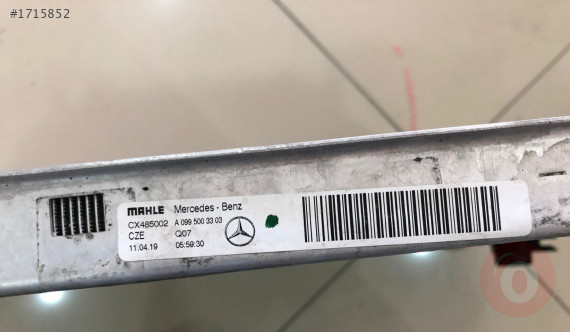 #1715852
MAHLE Mercedes-Benz
CX485002 A 099 500 33 03
CZE Q07
11.04.19 05:59:30